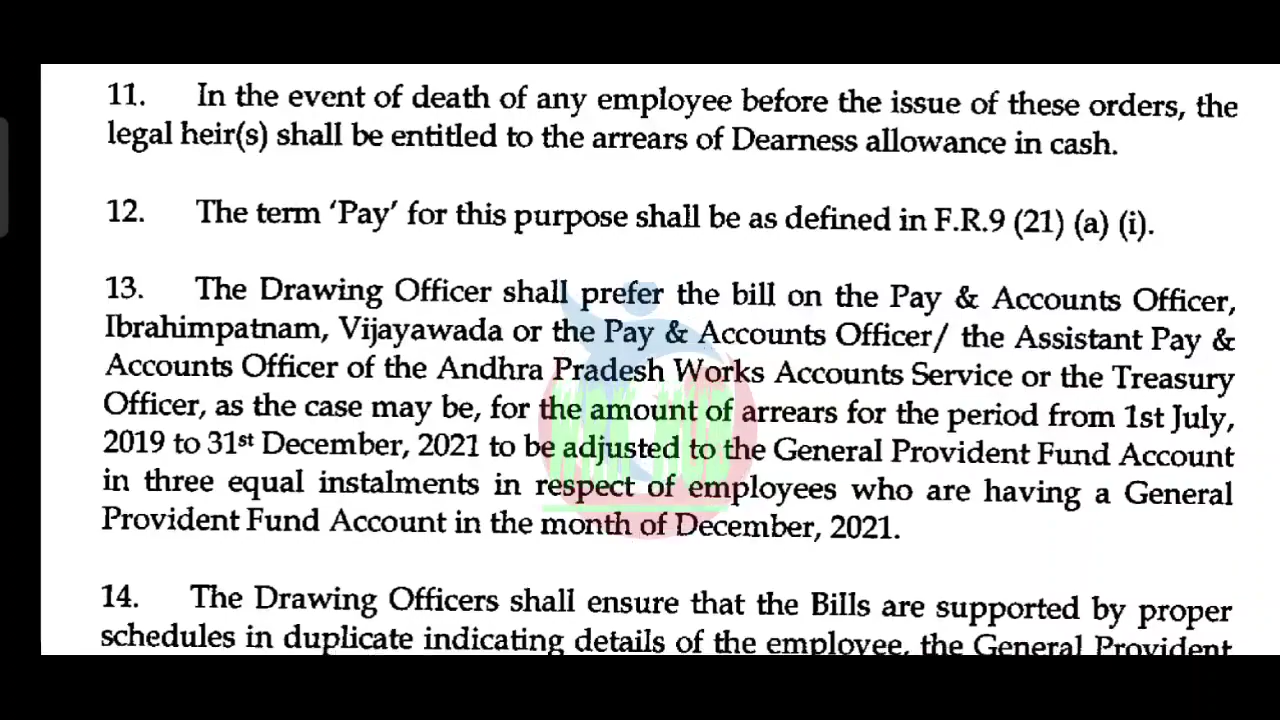 11. In the event of death of any employee before the issue of these orders, the
legal heir(s) shall be entitled to the arrears of Dearness allowance in cash.
12. The term ‘Pay’ for this purpose shall be as defined in F.R.9 (21) (a) (i).
13. The Drawing Officer shall prefer the bill on the Pay & Accounts Officer,
Ibrahimpatnam, Vijayawada or the Pay & Accounts Officer/ the Assistant Pay &
Accounts Officer of the Andhra Pradesh Works Accounts Service or the Treasury
Officer, as the case may be, for the amount of arrears for the period from 1st July,
2019 to 31st December, 2021 to be adjusted to the General Provident Fund Account
in three equal instalments in respect of employees who are having a General
Provident Fund Account in the month of December, 2021.
14. The Drawing Officers shall ensure that the Bills are supported by proper
schedules in duplicate indicating details of the employee, the General Provident